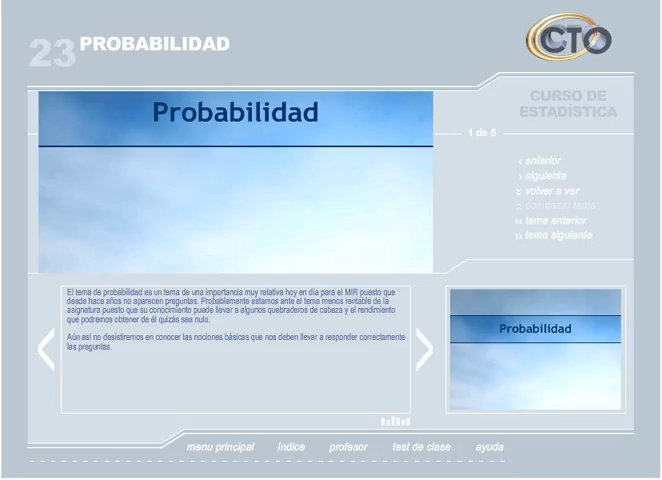 23 PROBABILIDAD
CTO
Probabilidad
CURSO DE
ESTADÍSTICA
1 de 5
‹ anterior
› siguiente
volver a ver
comenzar tema
‹‹ tema anterior
›› tema siguiente
El tema de probabilidad es un tema de una importancia muy relativa hoy en día para el MIR puesto que
desde hace años no aparecen preguntas. Probablemente estamos ante el tema menos rentable de la
asignatura puesto que su conocimiento puede llevar a algunos quebraderos de cabeza y el rendimiento
que podremos obtener de él quizás sea nulo.
Aún así no desistiremos en conocer las nociones básicas que nos deben llevar a responder correctamente
las preguntas.
Probabilidad
menu principal índice profesor test de clase ayuda